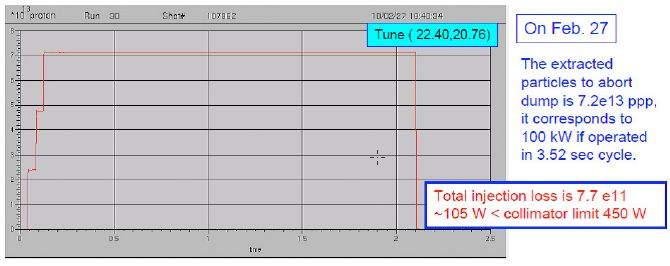 13
*10 proton Run 30 Shot# 107862 10/02/27 18:40:34
Tune ( 22.40,20.76)
On Feb. 27
The extracted
particles to abort
dump is 7.2e13 ppp,
it corresponds to
100 kW if operated
in 3.52 sec cycle.
8
7
6
5
4
3
2
1
0
Total injection loss is 7.7 e11
~105 W < collimator limit 450 W
0 0.5 1 1.5 2 2.5
time